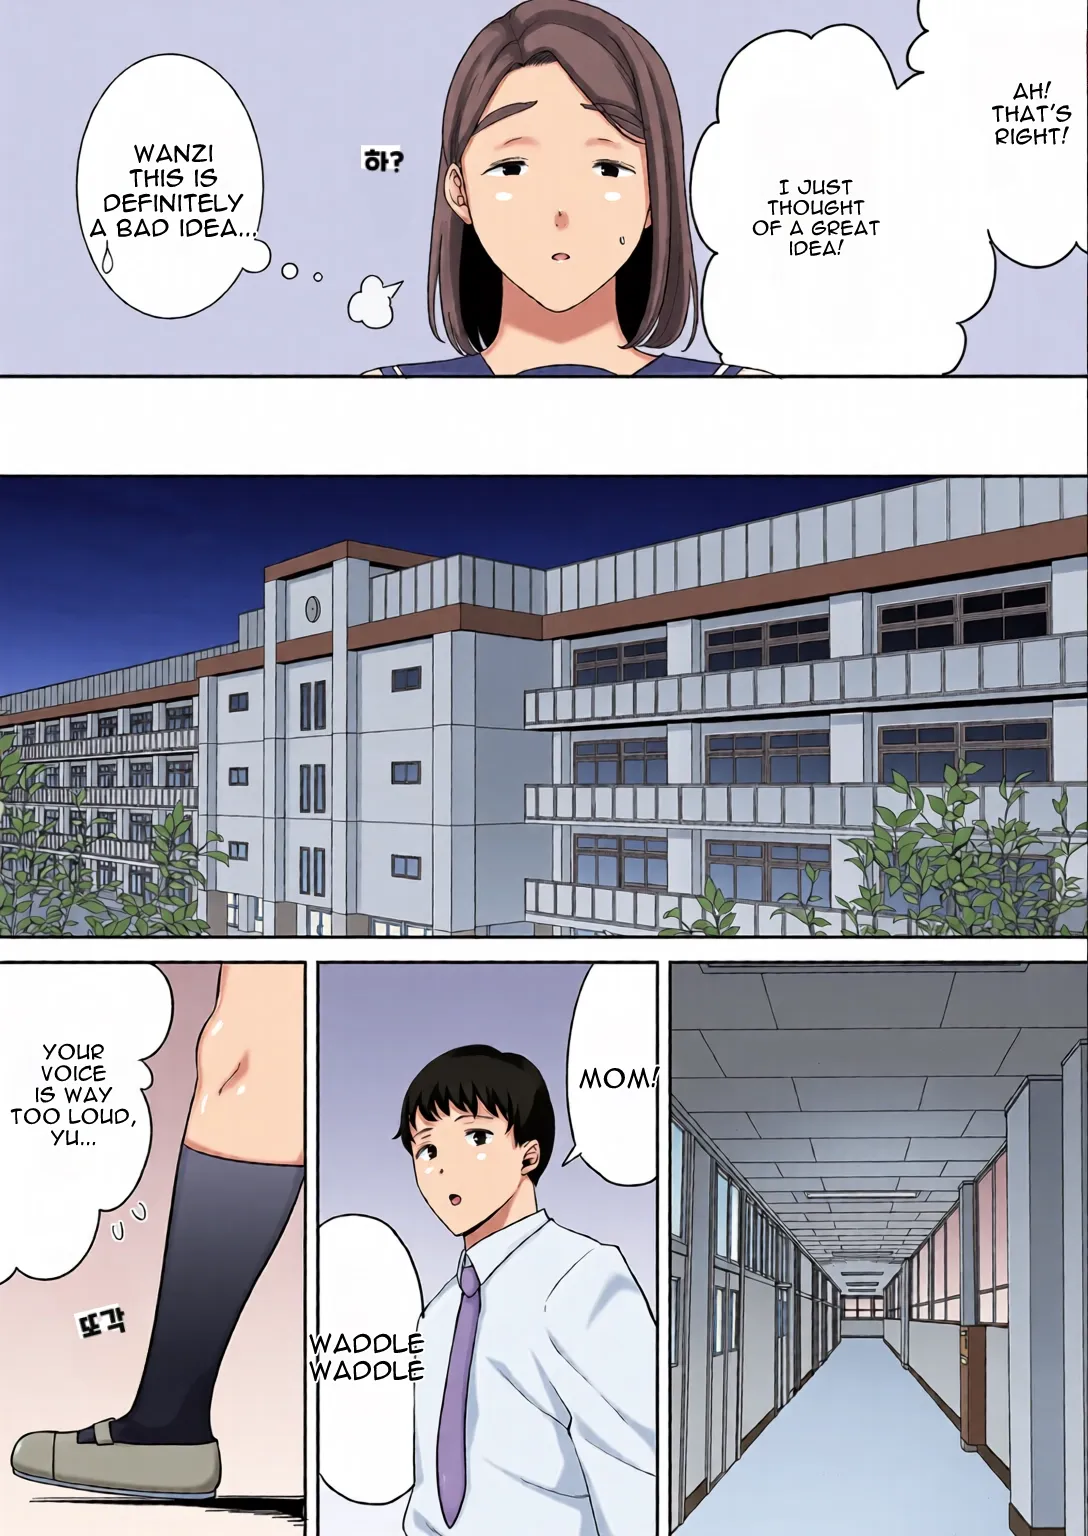 AH!
THAT'S
RIGHT!
I JUST
THOUGHT
OF A GREAT
IDEA!
하?
WANZI
THIS IS
DEFINITELY
A BAD IDEA...
MOM!
WADDLE
WADDLE
YOUR
VOICE
IS WAY
TOO LOUD,
YU...
또각